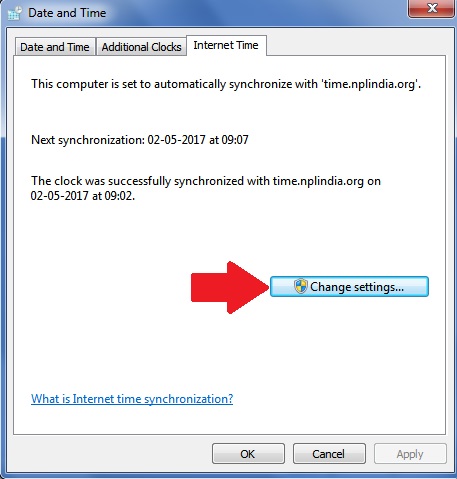 Date and Time
Date and Time Additional Clocks Internet Time
This computer is set to automatically synchronize with 'time.nplindia.org'.
Next synchronization: 02-05-2017 at 09:07
The clock was successfully synchronized with time.nplindia.org on
02-05-2017 at 09:02.
Change settings...
What is Internet time synchronization?
OK Cancel Apply